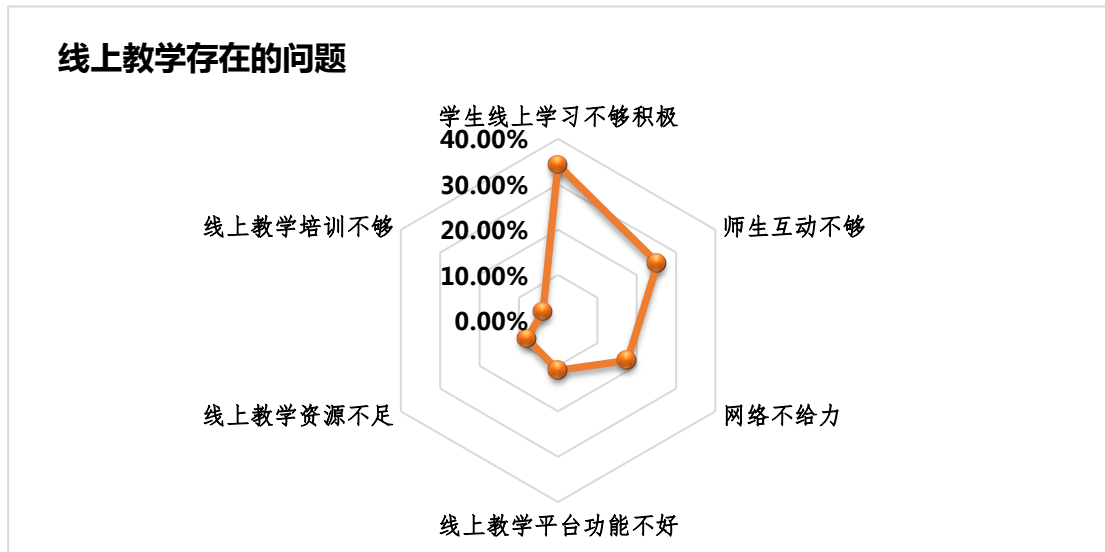 线上教学存在的问题
学生线上学习不够积极
40.00%
30.00%
20.00%
10.00%
0.00%
线上教学培训不够
师生互动不够
线上教学资源不足
网络不给力
线上教学平台功能不好